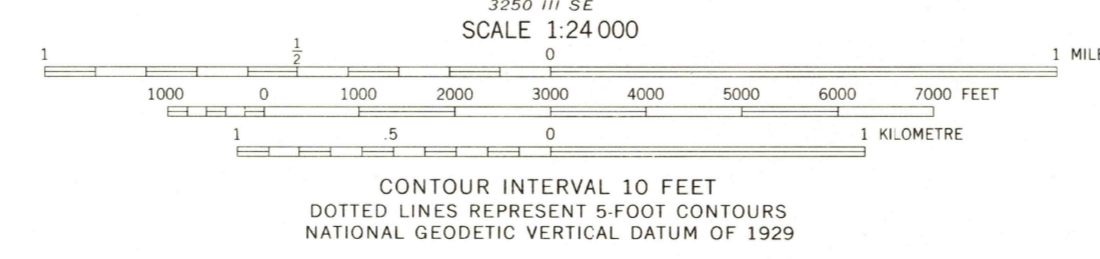 3250 III SE
SCALE 1:24 000
1 1/2 0 1 MILE
1000 0 1000 2000 3000 4000 5000 6000 7000 FEET
1 .5 0 1 KILOMETRE
CONTOUR INTERVAL 10 FEET
DOTTED LINES REPRESENT 5-FOOT CONTOURS
NATIONAL GEODETIC VERTICAL DATUM OF 1929